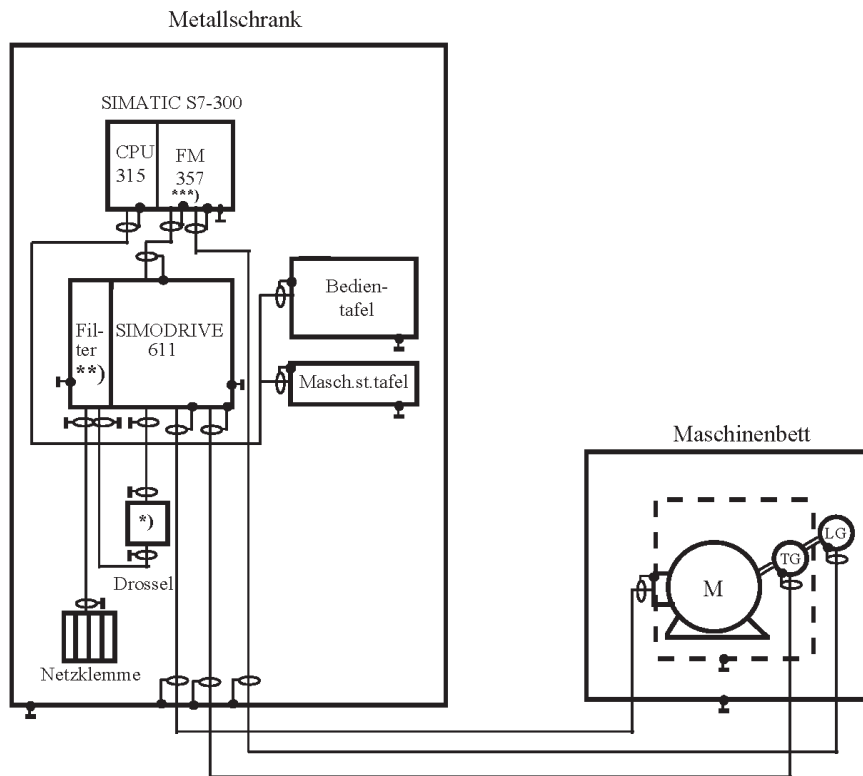 Metallschrank
SIMATIC S7-300
CPU
315
FM
357
***)
Fil-
ter
**)
SIMODRIVE
611
Bedien-
tafel
Masch.st.tafel
*)
Drossel
Netzklemme
Maschinenbett
M
TG
LG